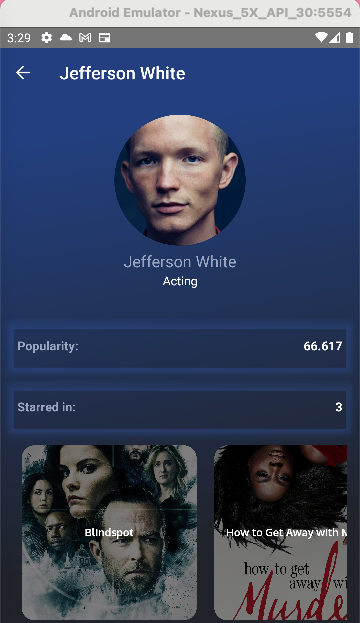 Android Emulator - Nexus_5X_API_30:5554
3:29
Jefferson White
Jefferson White
Acting
Popularity: 66.617
Starred in: 3
Blindspot
How to Get Away with M
how to get
away wi
Murde